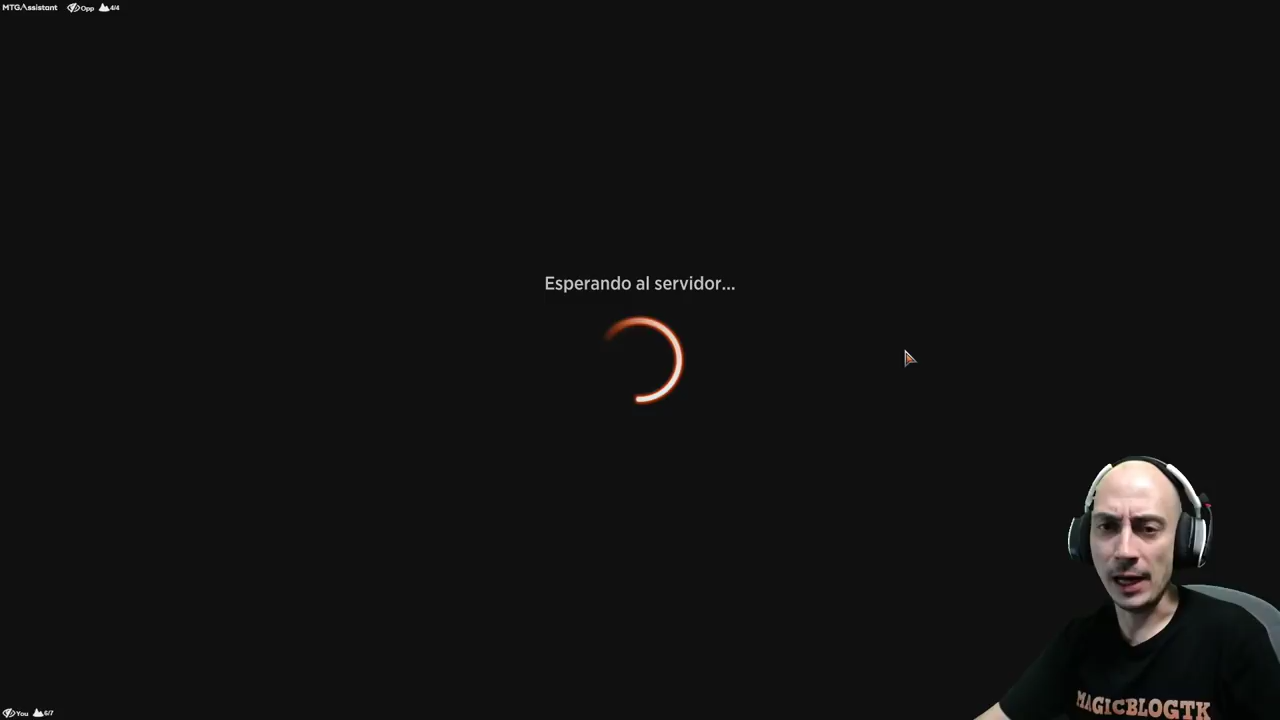 MTGAssistant Opp 4/4
Esperando al servidor...
MAGICBLOGTK
You 6/7